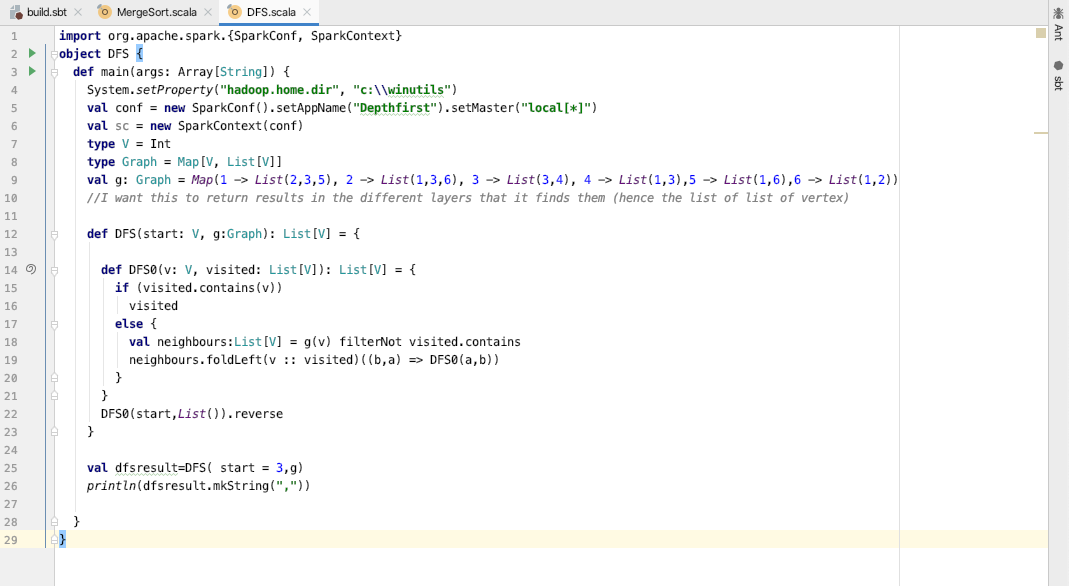 build.sbt MergeSort.scala DFS.scala
1 import org.apache.spark.{SparkConf, SparkContext}
2 object DFS {
3 def main(args: Array[String]) {
4 System.setProperty("hadoop.home.dir", "c:\\winutils")
5 val conf = new SparkConf().setAppName("Depthfirst").setMaster("local[*]")
6 val sc = new SparkContext(conf)
7 type V = Int
8 type Graph = Map[V, List[V]]
9 val g: Graph = Map(1 -> List(2,3,5), 2 -> List(1,3,6), 3 -> List(3,4), 4 -> List(1,3),5 -> List(1,6),6 -> List(1,2))
10 //I want this to return results in the different layers that it finds them (hence the list of list of vertex)
11
12 def DFS(start: V, g:Graph): List[V] = {
13
14 def DFS0(v: V, visited: List[V]): List[V] = {
15 if (visited.contains(v))
16 visited
17 else {
18 val neighbours:List[V] = g(v) filterNot visited.contains
19 neighbours.foldLeft(v :: visited)((b,a) => DFS0(a,b))
20 }
21 }
22 DFS0(start,List()).reverse
23 }
24
25 val dfsresult=DFS( start = 3,g)
26 println(dfsresult.mkString(","))
27
28 }
29 }
Ant
sbt